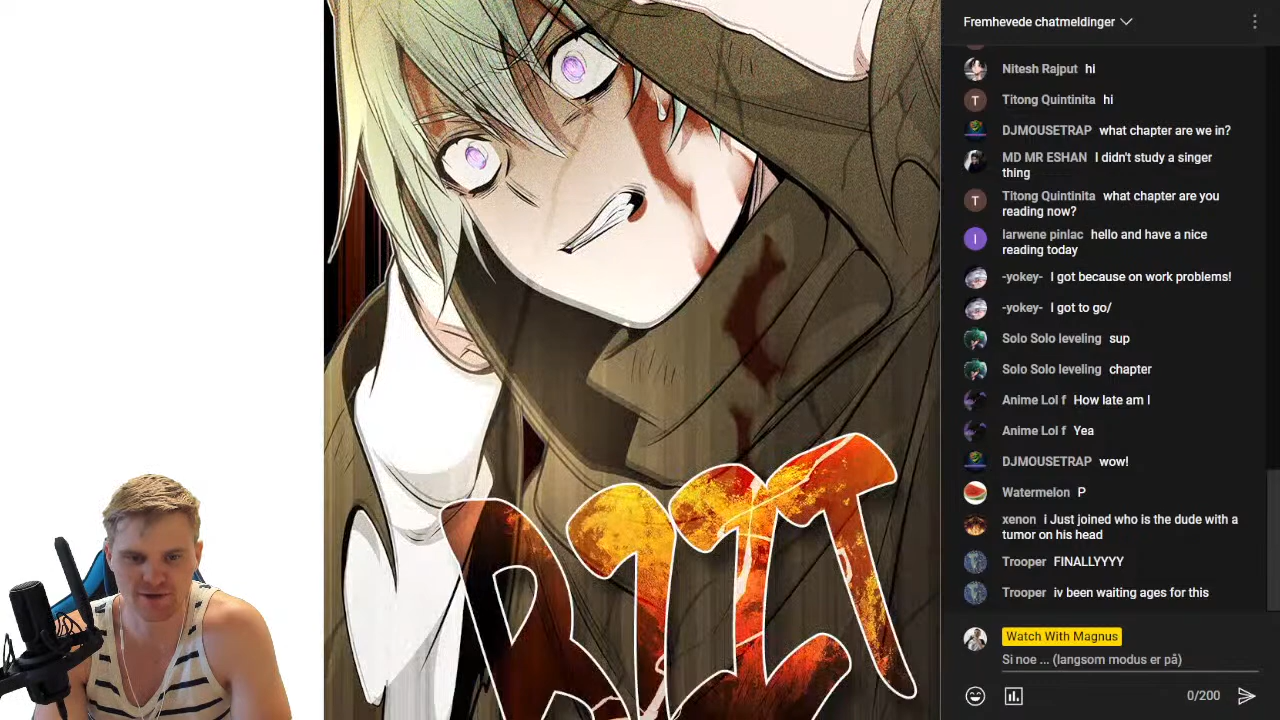 Fremhevede chatmeldinger
Nitesh Rajput hi
Titong Quintinita hi
DJMOUSETRAP what chapter are we in?
MD MR ESHAN I didn't study a singer
thing
Titong Quintinita what chapter are you
reading now?
larwene pinlac hello and have a nice
reading today
-yokey- I got because on work problems!
-yokey- I got to go/
Solo Solo leveling sup
Solo Solo leveling chapter
Anime Lol f How late am I
Anime Lol f Yea
DJMOUSETRAP wow!
Watermelon P
xenon i Just joined who is the dude with a
tumor on his head
Trooper FINALLYYYY
Trooper iv been waiting ages for this
Watch With Magnus
Si noe ... (langsom modus er på)
0/200